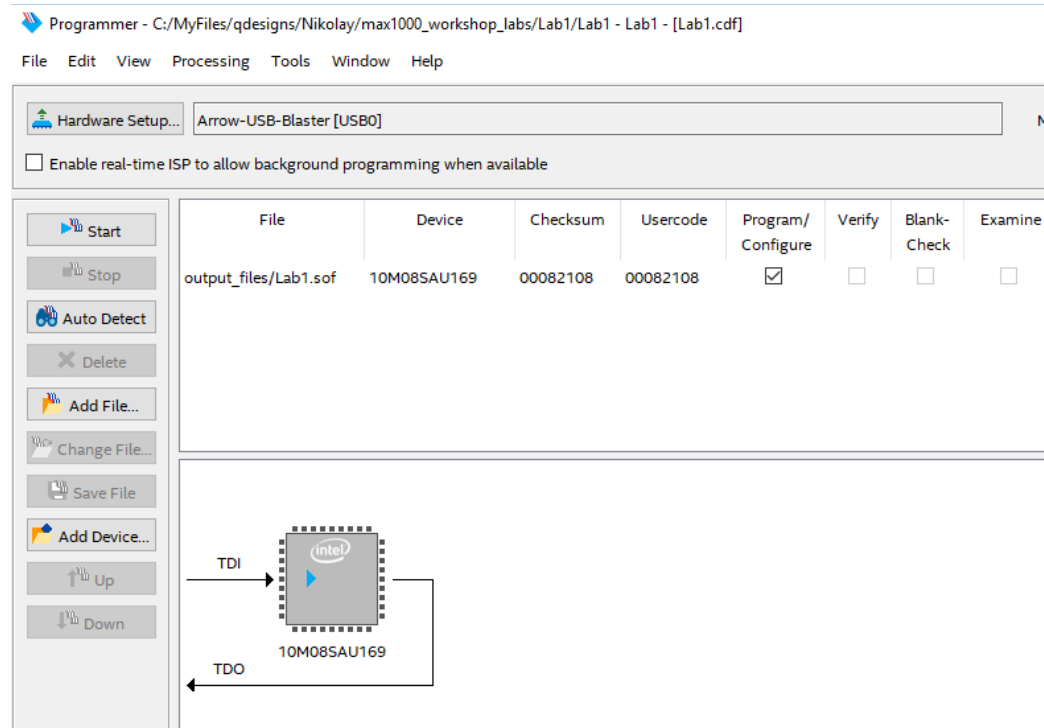 Programmer - C:/MyFiles/qdesigns/Nikolay/max1000_workshop_labs/Lab1/Lab1 - Lab1 - [Lab1.cdf]
File Edit View Processing Tools Window Help
Hardware Setup... Arrow-USB-Blaster [USB0]
Enable real-time ISP to allow background programming when available
Start
Stop
Auto Detect
Delete
Add File...
Change File...
Save File
Add Device...
Up
Down
File Device Checksum Usercode Program/ Configure Verify Blank- Check Examine
output_files/Lab1.sof 10M08SAU169 00082108 00082108
TDI
intel
10M08SAU169
TDO